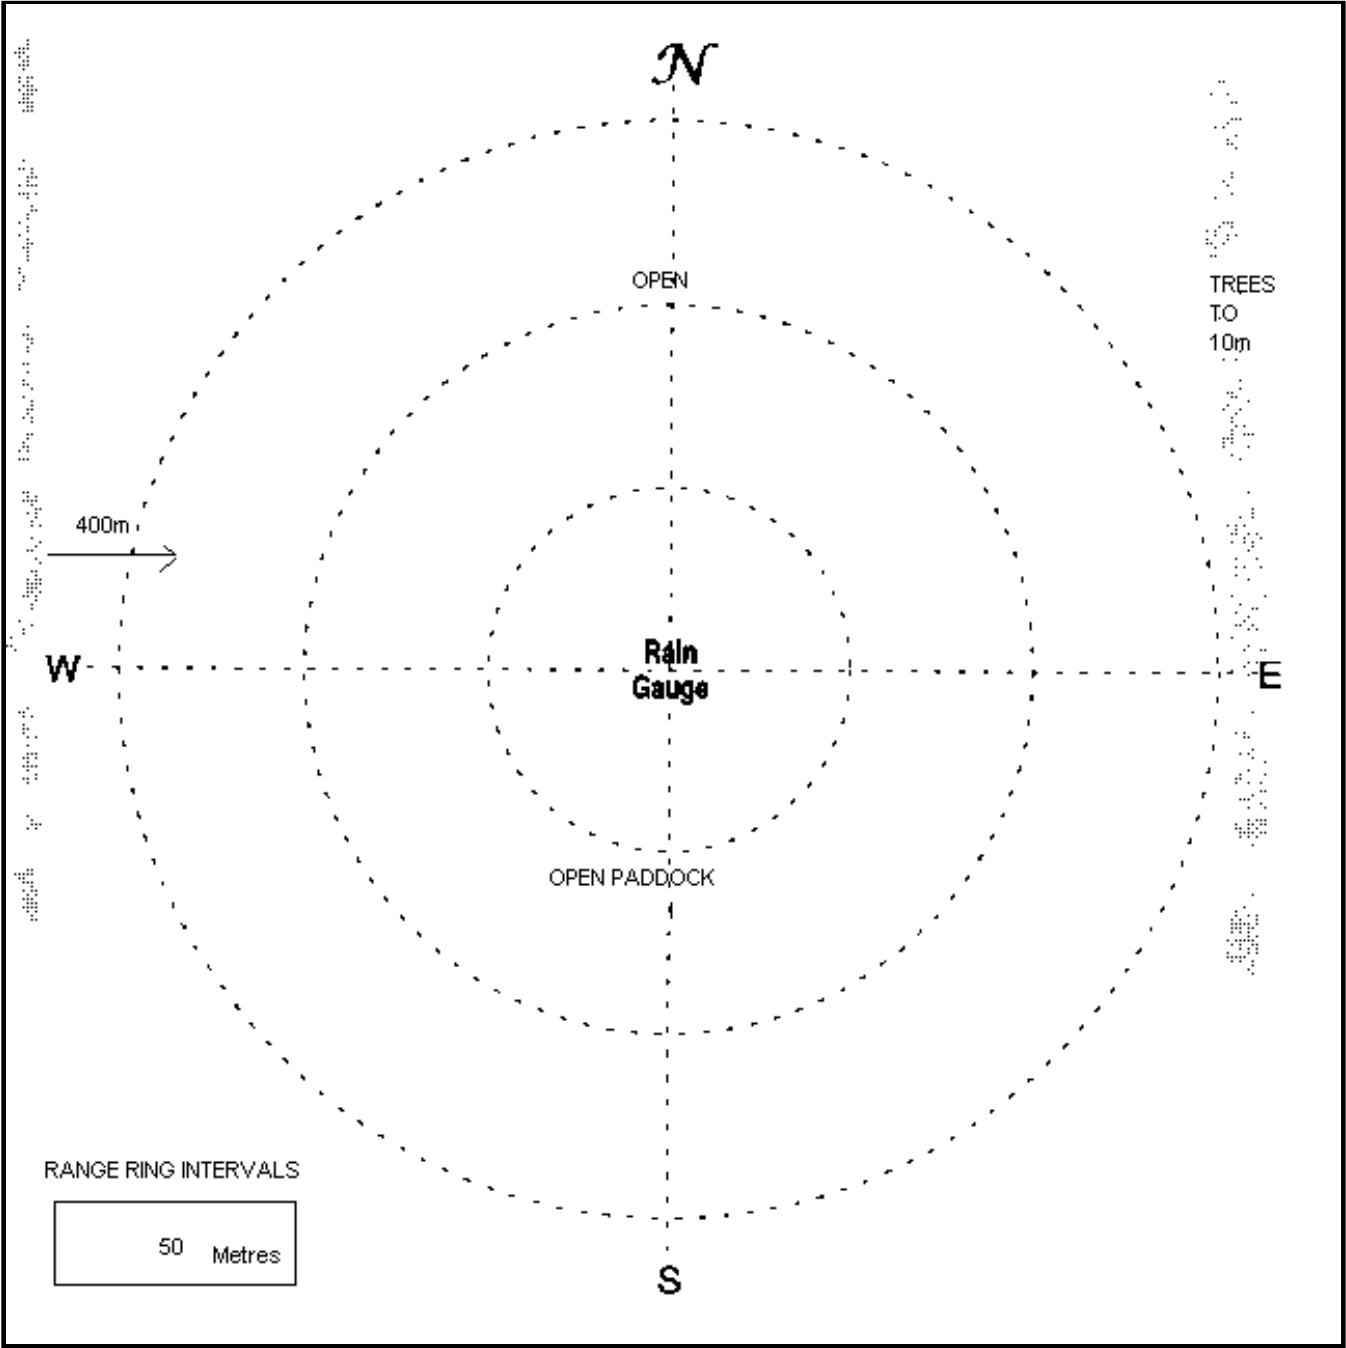 N
OPEN
TREES
TO
10m
400m
W
Rain
Gauge
E
OPEN PADDOCK
RANGE RING INTERVALS
50 Metres
S